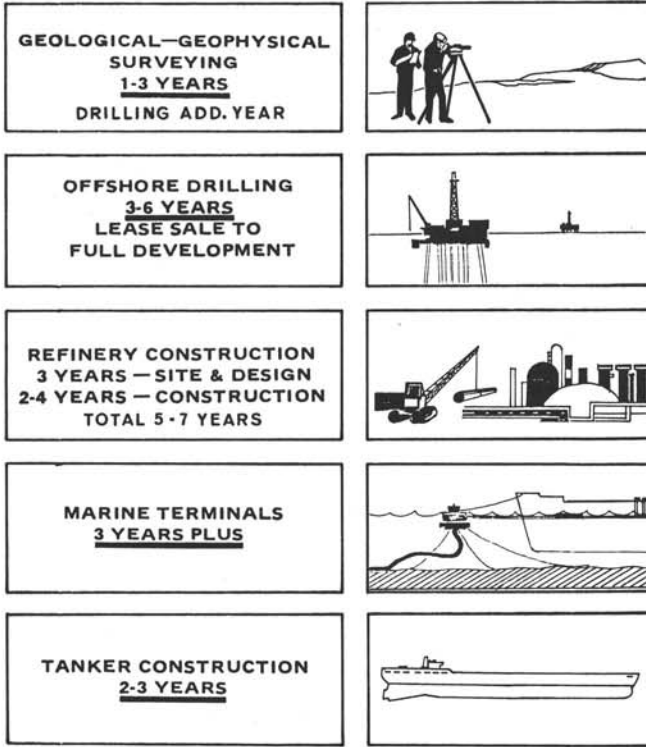 GEOLOGICAL—GEOPHYSICAL
SURVEYING
1-3 YEARS
DRILLING ADD. YEAR
OFFSHORE DRILLING
3-6 YEARS
LEASE SALE TO
FULL DEVELOPMENT
REFINERY CONSTRUCTION
3 YEARS — SITE & DESIGN
2-4 YEARS — CONSTRUCTION
TOTAL 5-7 YEARS
MARINE TERMINALS
3 YEARS PLUS
TANKER CONSTRUCTION
2-3 YEARS